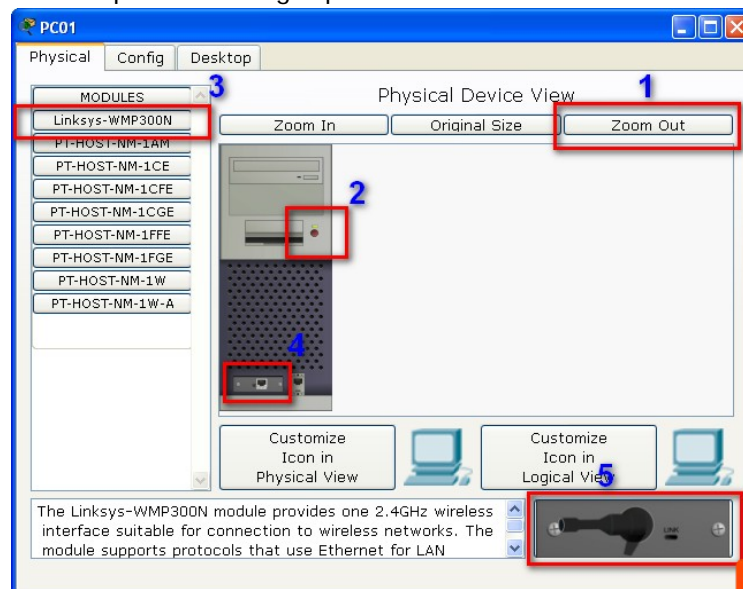 PC01
Physical Config Desktop
3
1
MODULES
Physical Device View
Linksys-WMP300N
Zoom In Original Size Zoom Out
PT-HOST-NM-1AM
PT-HOST-NM-1CE
PT-HOST-NM-1CFE
PT-HOST-NM-1CGE
PT-HOST-NM-1FFE
PT-HOST-NM-1FGE
PT-HOST-NM-1W
PT-HOST-NM-1W-A
2
4
Customize
Icon in
Physical View
Customize
Icon in
Logical View
5
The Linksys-WMP300N module provides one 2.4GHz wireless
interface suitable for connection to wireless networks. The
module supports protocols that use Ethernet for LAN
LINK